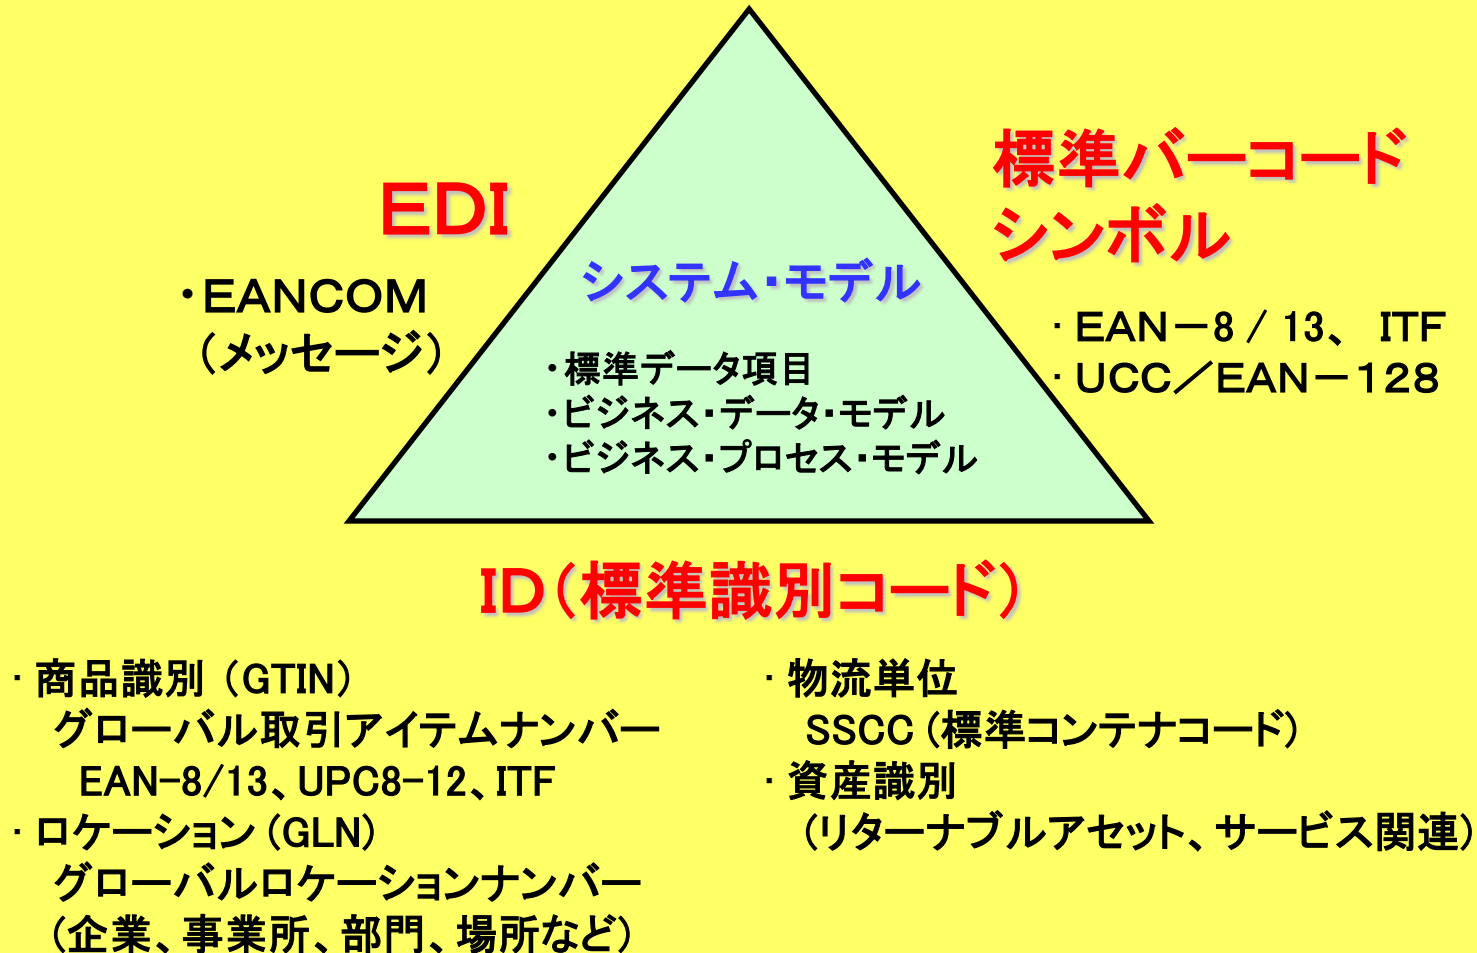 EDI
・EANCOM
(メッセージ)
標準バーコード
シンボル
・EAN－8 / 13、 ITF
・UCC／EAN－128
システム・モデル
・標準データ項目
・ビジネス・データ・モデル
・ビジネス・プロセス・モデル
ID（標準識別コード）
・商品識別（GTIN）
グローバル取引アイテムナンバー
EAN-8/13、UPC8-12、ITF
・ロケーション(GLN)
グローバルロケーションナンバー
(企業、事業所、部門、場所など)
・物流単位
SSCC(標準コンテナコード)
・資産識別
(リターナブルアセット、サービス関連)